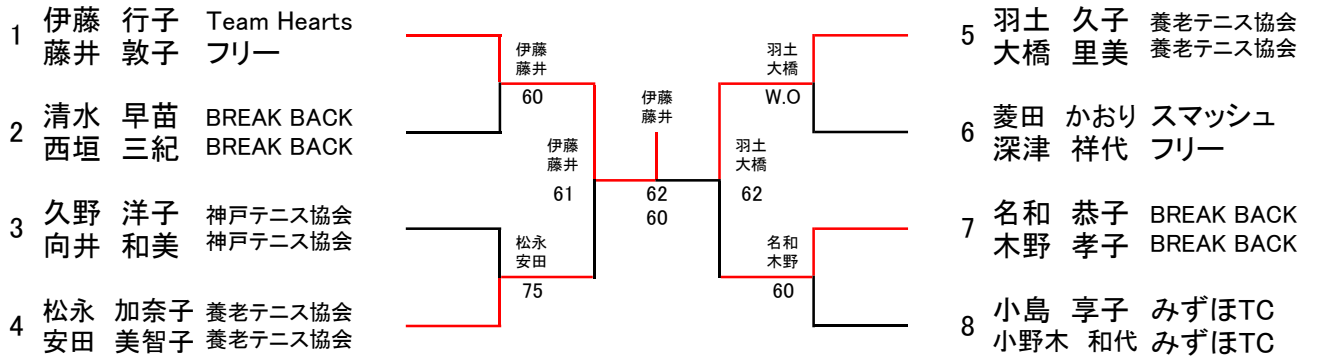 1 伊藤 行子 Team Hearts
藤井 敦子 フリー
2 清水 早苗 BREAK BACK
西垣 三紀 BREAK BACK
3 久野 洋子 神戸テニス協会
向井 和美 神戸テニス協会
4 松永 加奈子 養老テニス協会
安田 美智子 養老テニス協会
伊藤
藤井
60
伊藤
藤井
61
松永
安田
75
伊藤
藤井
62
60
羽土
大橋
W.O
羽土
大橋
62
名和
木野
60
5 羽土 久子 養老テニス協会
大橋 里美 養老テニス協会
6 菱田 かおり スマッシュ
深津 祥代 フリー
7 名和 恭子 BREAK BACK
木野 孝子 BREAK BACK
8 小島 享子 みずほTC
小野木 和代 みずほTC